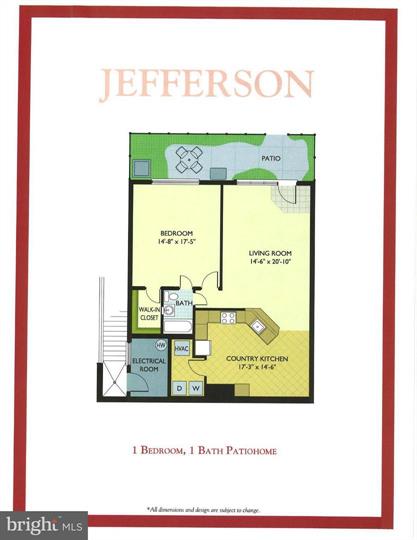 JEFFERSON
PATIO
BEDROOM
14'-8" x 17'-5"
LIVING ROOM
14'-6" x 20'-10"
BATH
WALK-IN
CLOSET
HW
ELECTRICAL
ROOM
HVAC
COUNTRY KITCHEN
17'-3" x 14'-6"
D W
1 Bedroom, 1 Bath Patiohome
*All dimensions and design are subject to change.
bright MLS